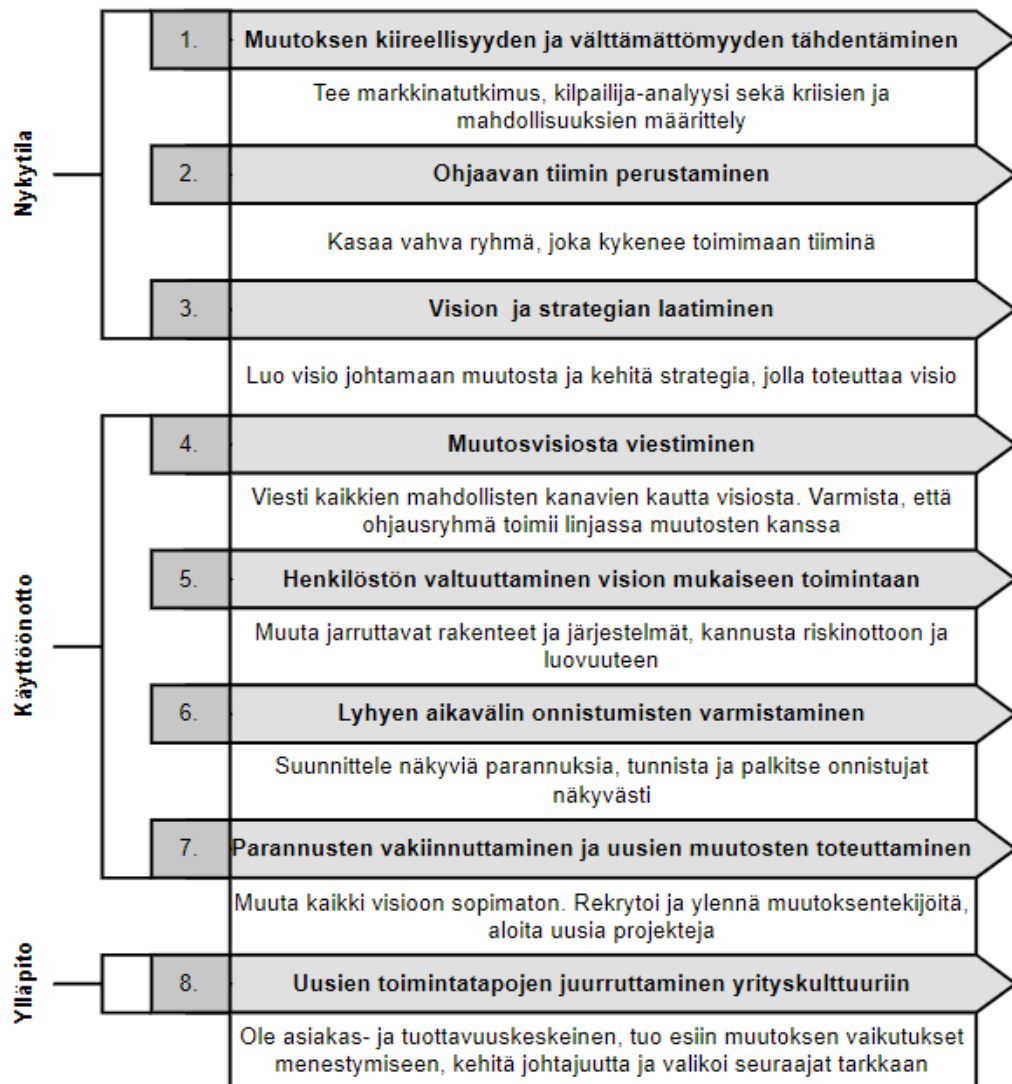 Nykytila
1.
Muutoksen kiireellisyyden ja välttämättömyyden tähdentäminen
Tee markkinatutkimus, kilpailija-analyysi sekä kriisien ja
mahdollisuuksien määrittely
2.
Ohjaavan tiimin perustaminen
Kasaa vahva ryhmä, joka kykenee toimimaan tiiminä
3.
Vision ja strategian laatiminen
Luo visio johtamaan muutosta ja kehitä strategia, jolla toteuttaa visio
Käyttöönotto
4.
Muutosvisiosta viestiminen
Viesti kaikkien mahdollisten kanavien kautta visiosta. Varmista, että
ohjausryhmä toimii linjassa muutosten kanssa
5.
Henkilöstön valtuuttaminen vision mukaiseen toimintaan
Muuta jarruttavat rakenteet ja järjestelmät, kannusta riskinottoon ja
luovuuteen
6.
Lyhyen aikavälin onnistumisten varmistaminen
Suunnittele näkyviä parannuksia, tunnista ja palkitse onnistujat
näkyvästi
7.
Parannusten vakiinnuttaminen ja uusien muutosten toteuttaminen
Muuta kaikki visioon sopimaton. Rekrytoi ja ylennä muutoksentekijöitä,
aloita uusia projekteja
Ylläpito
8.
Uusien toimintatapojen juurruttaminen yrityskulttuuriin
Ole asiakas- ja tuottavuuskeskeinen, tuo esiin muutoksen vaikutukset
menestymiseen, kehitä johtajuutta ja valikoi seuraajat tarkkaan